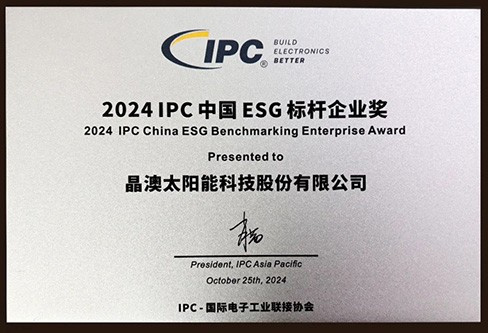 IPC®
BUILD
ELECTRONICS
BETTER
2024 IPC 中国 ESG 标杆企业奖
2024 IPC China ESG Benchmarking Enterprise Award
Presented to
晶澳太阳能科技股份有限公司
President, IPC Asia Pacific
October 25th, 2024
IPC - 国际电子工业联接协会